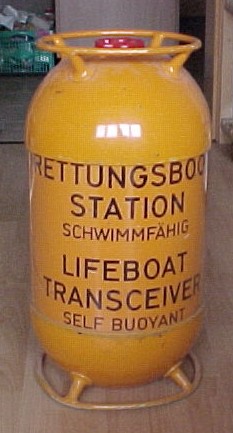 RETTUNGSBOO
STATION
SCHWIMMFÄHIG
LIFEBOAT
TRANSCEIVER
SELF BUOYANT